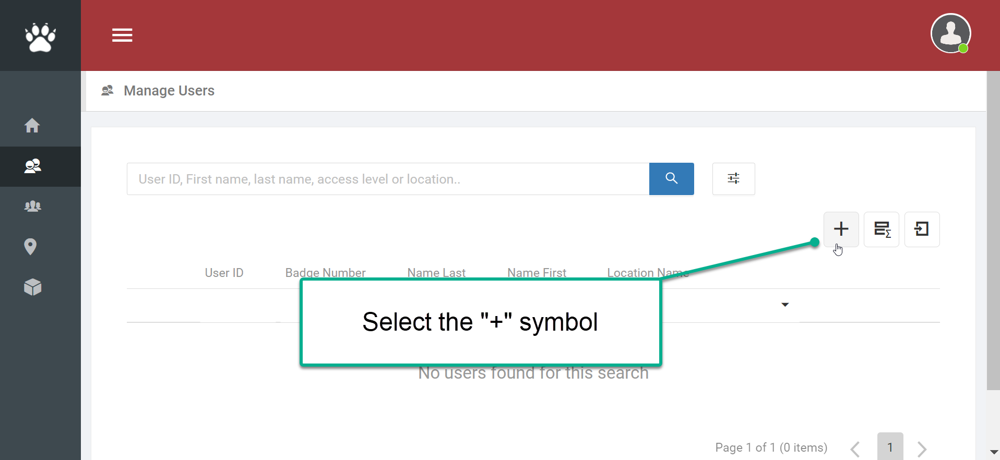 Manage Users
User ID, First name, last name, access level or location..
User ID Badge Number Name Last Name First Location Name
Select the "+" symbol
No users found for this search
Page 1 of 1 (0 items) 1